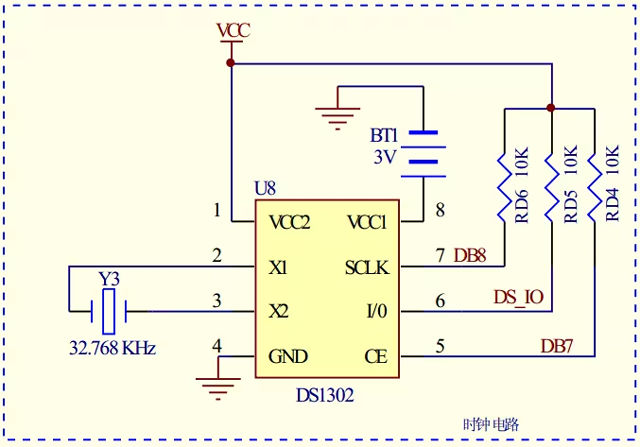 VCC
BT1
3V
RD6 10K
RD5 10K
RD4 10K
U8
1 VCC2 VCC1 8
2 X1 SCLK 7 DB8
Y3
3 X2 I/0 6 DS_IO
32.768 KHz
4 GND CE 5 DB7
DS1302
时钟电路